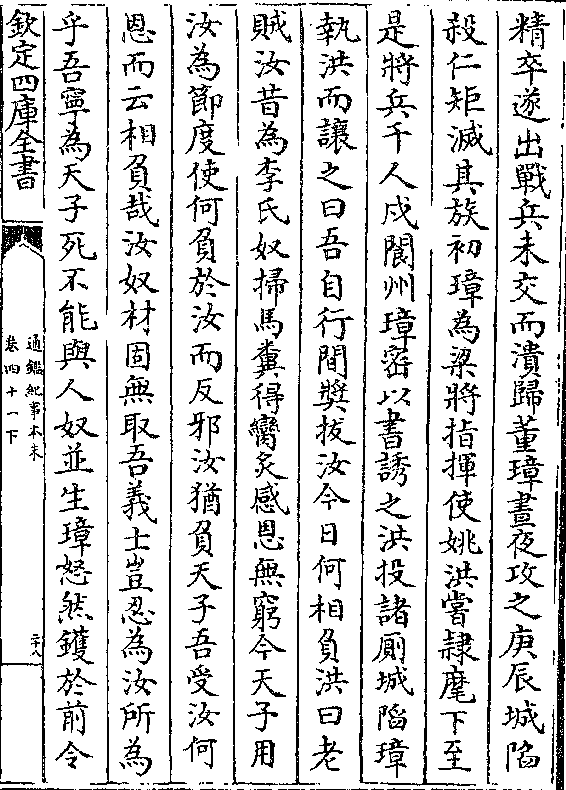 精卒遂出戰兵未交而潰歸董璋晝夜攻之庚辰城陷
殺仁矩滅其族初璋為梁將指揮使姚洪嘗隸麾下至
是將兵千人戍閬州璋密以書誘之洪投諸厠城陷璋
執洪而讓之曰吾自行間奬拔汝今日何相負洪曰老
賊汝昔為李氏奴掃馬糞得臠炙感恩無窮今天子用
汝為節度使何負於汝而反邪汝猶負天子吾受汝何
恩而云相負哉汝奴材固無取吾義士豈忍為汝所為
乎吾寧為天子死不能與人奴並生璋怒然鑊於前令
欽定四庫全書
通鑑紀事本末
卷四十一下
二十八